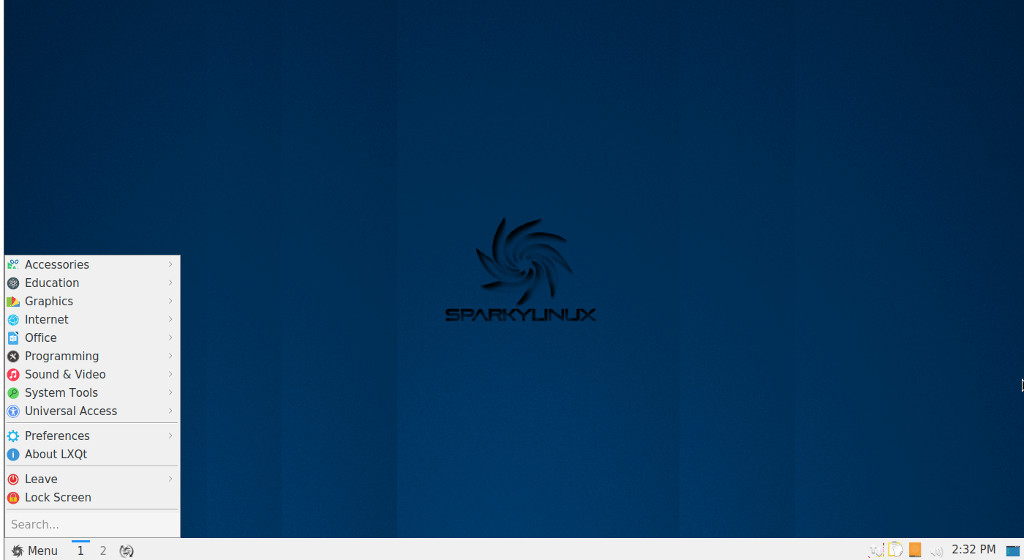 SPARKYLINUX
Accessories
Education
Graphics
Internet
Office
Programming
Sound & Video
System Tools
Universal Access
Preferences
About LXQt
Leave
Lock Screen
Search...
Menu 1 2 2:32 PM